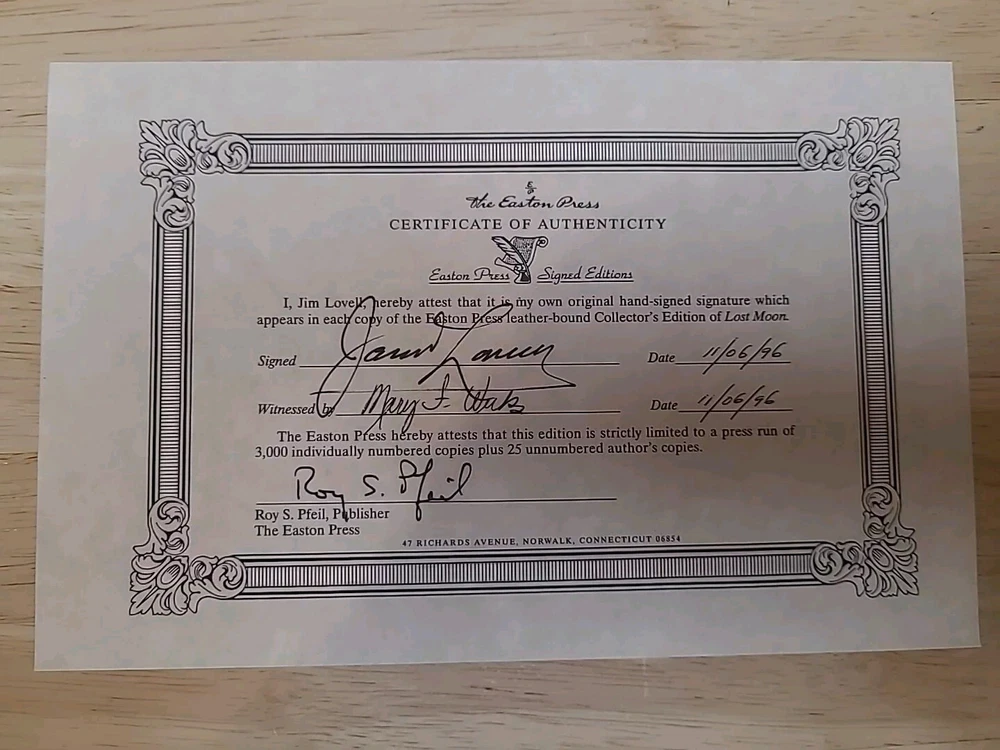 the Easton Press
CERTIFICATE OF AUTHENTICITY
Easton Press Signed Editions
I, Jim Lovell, hereby attest that it is my own original hand-signed signature which
appears in each copy of the Easton Press leather-bound Collector's Edition of Lost Moon.
Signed Date 11/06/96
Witnessed by Mary F. Date 11/06/96
The Easton Press hereby attests that this edition is strictly limited to a press run of
3,000 individually numbered copies plus 25 unnumbered author's copies.
Roy S. Pfeil
Roy S. Pfeil, Publisher
The Easton Press
47 RICHARDS AVENUE, NORWALK, CONNECTICUT 06854